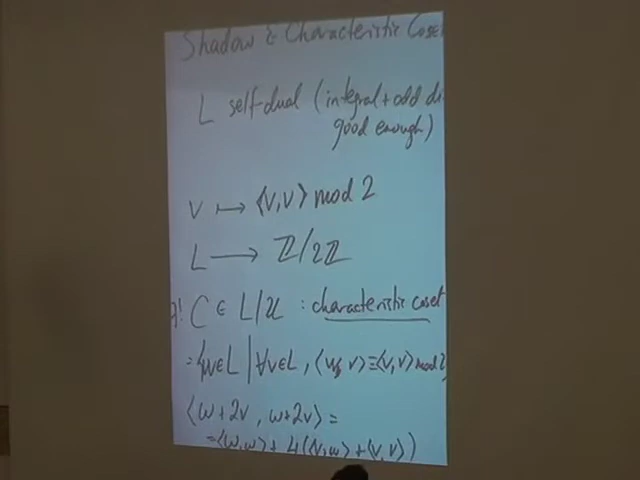 Shadow & Characteristic Coset
L self-dual (integral + odd di
good enough)
v ↦ ⟨v,v⟩ mod 2
L ⟶ ℤ/2ℤ
∃! C ∈ L/2L : characteristic coset
= {w∈L | ∀v∈L, ⟨w, v⟩ ≡ ⟨v,v⟩ mod 2
⟨w+2v, w+2v⟩ =
=⟨w,w⟩ + 4(⟨v,w⟩ + ⟨v,v⟩)